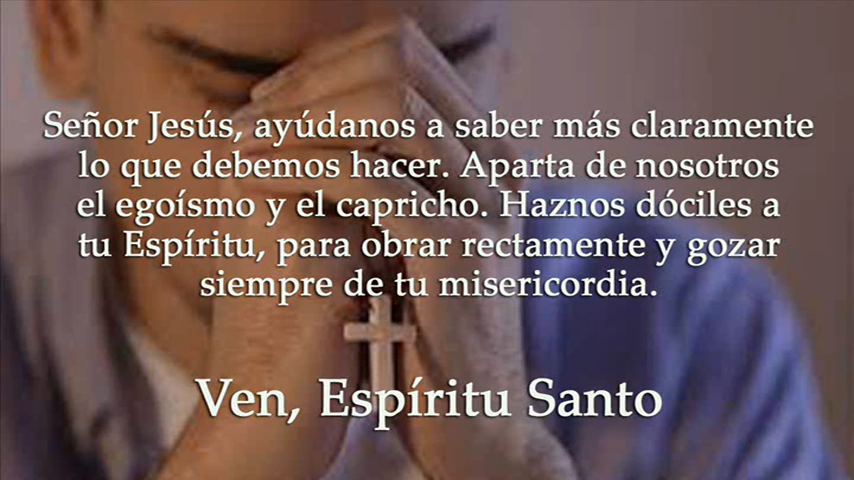 Señor Jesús, ayúdanos a saber más claramente
lo que debemos hacer. Aparta de nosotros
el egoísmo y el capricho. Haznos dóciles a
tu Espíritu, para obrar rectamente y gozar
siempre de tu misericordia.
Ven, Espíritu Santo